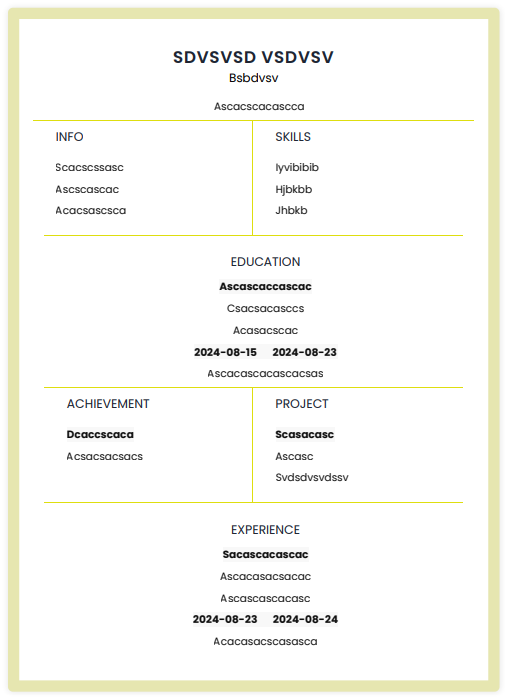 SDVSVSD VSDVSV
Bsbdvsv
Ascacscacascca
INFO
Scacscssasc
Ascscascac
Acacsascsca
SKILLS
Iyvibibib
Hjbkbb
Jhbkb
EDUCATION
Ascascaccascac
Csacsacasccs
Acasacscac
2024-08-15 2024-08-23
Ascacascacascacsas
ACHIEVEMENT
Dcaccscaca
Acsacsacsacs
PROJECT
Scasacasc
Ascasc
Svdsdvsvdssv
EXPERIENCE
Sacascacascac
Ascacasacsacac
Ascascascacasc
2024-08-23 2024-08-24
Acacasacscasasca